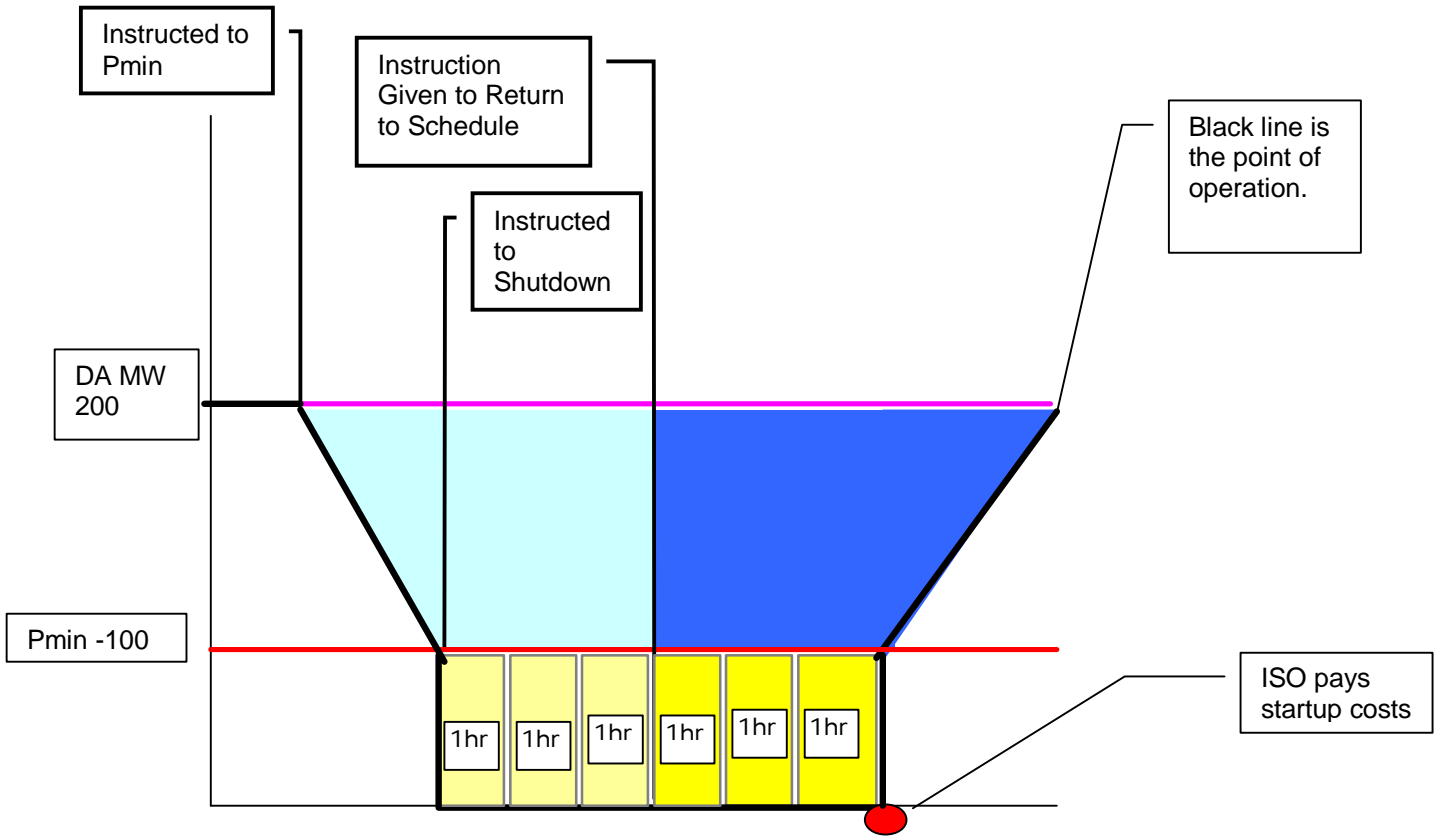 Instructed to
Pmin
Instruction
Given to Return
to Schedule
Instructed
to
Shutdown
Black line is
the point of
operation.
DA MW
200
Pmin -100
ISO pays
startup costs
1hr
1hr
1hr
1hr
1hr
1hr